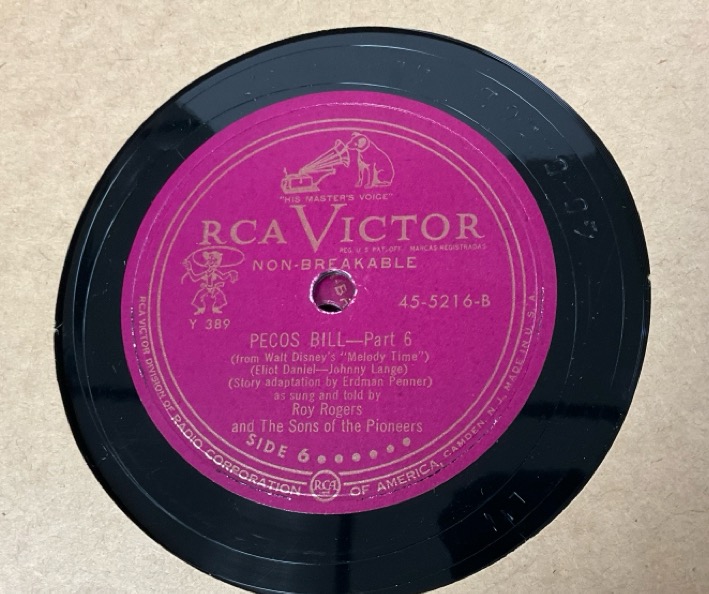 "HIS MASTER'S VOICE"
RCA VICTOR
REG. U.S. PAT. OFF. MARCAS REGISTRADAS
NON-BREAKABLE
Y 389
45-5216-B
PECOS BILL—Part 6
(from Walt Disney's "Melody Time")
(Eliot Daniel—Johnny Lange)
(Story adaptation by Erdman Penner)
as sung and told by
Roy Rogers
and The Sons of the Pioneers
SIDE 6
RCA VICTOR DIVISION OF RADIO CORPORATION RCA OF AMERICA, CAMDEN, N. J. MADE IN U. S. A.